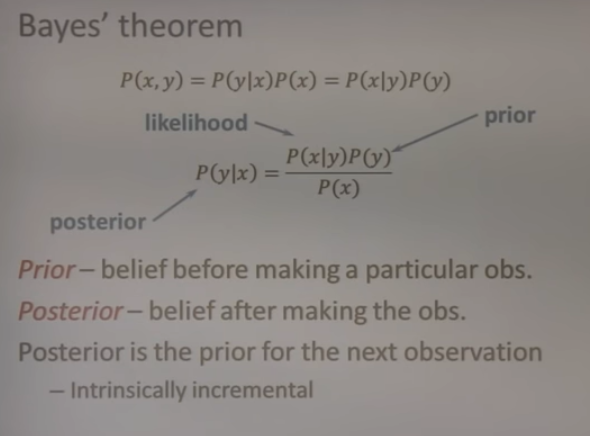 Bayes' theorem
P(x,y) = P(y|x)P(x) = P(x|y)P(y)
likelihood
prior
P(y|x) = P(x|y)P(y) / P(x)
posterior
Prior – belief before making a particular obs.
Posterior – belief after making the obs.
Posterior is the prior for the next observation
– Intrinsically incremental